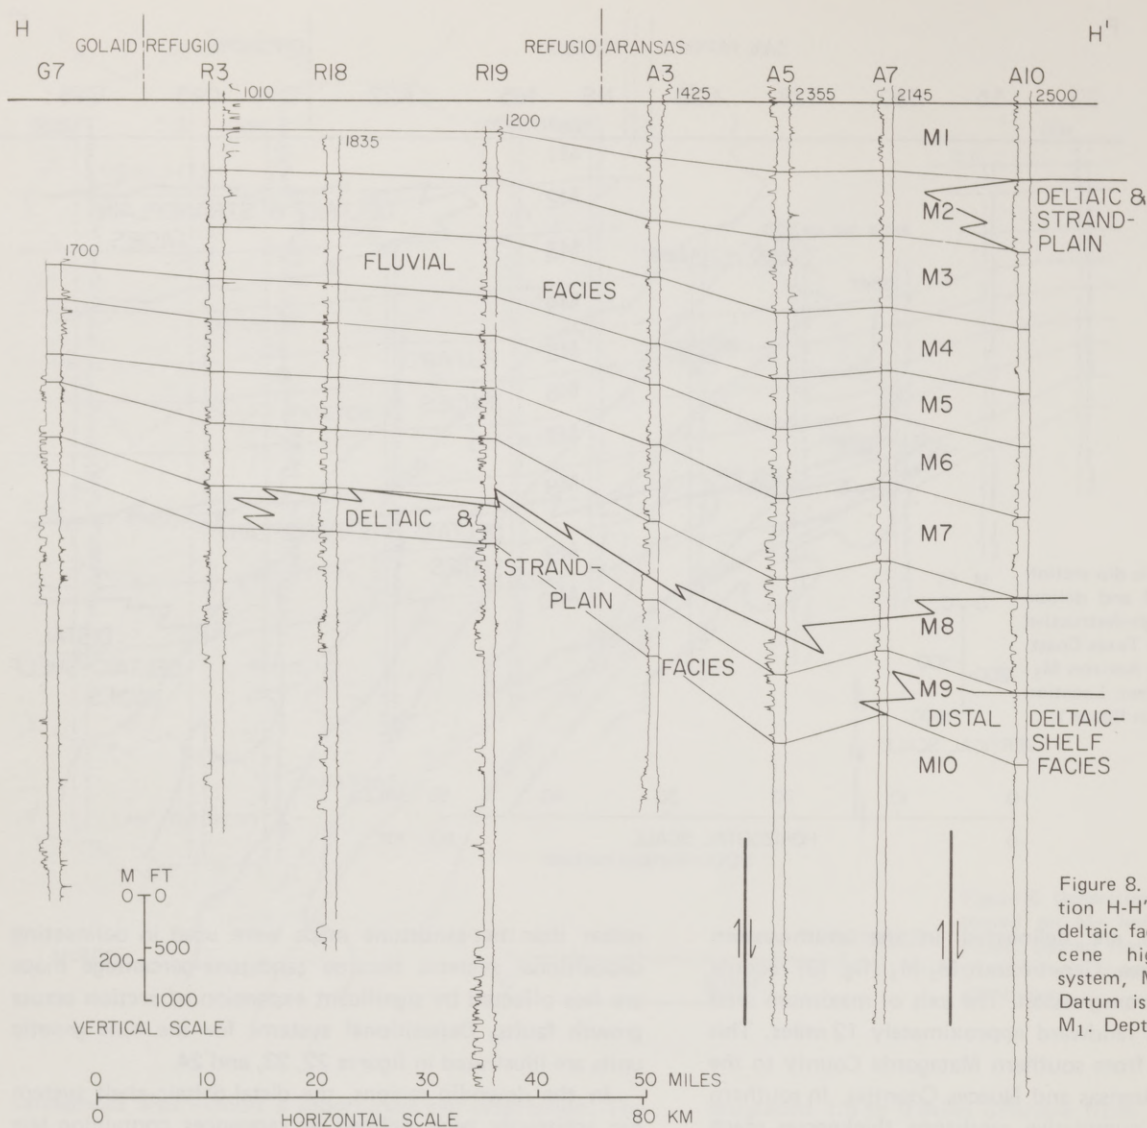 H
H'
GOLAID REFUGIO
REFUGIO ARANSAS
G7 R3 R18 R19 A3 A5 A7 A10
1010
1425
2355
2145
2500
1200
1835
1700
M1
M2
DELTAIC &
STRAND-
PLAIN
FLUVIAL
FACIES
M3
M4
M5
M6
M7
DELTAIC &
STRAND-
PLAIN
FACIES
M8
M9
DISTAL
DELTAIC-
SHELF
FACIES
M10
M FT
0 0
500
200
1000
VERTICAL SCALE
0 10 20 30 40 50 MILES
0 80 KM
HORIZONTAL SCALE
Figure 8.
tion H-H'
deltaic fa
cene hig
system, M
Datum is
M1. Dept